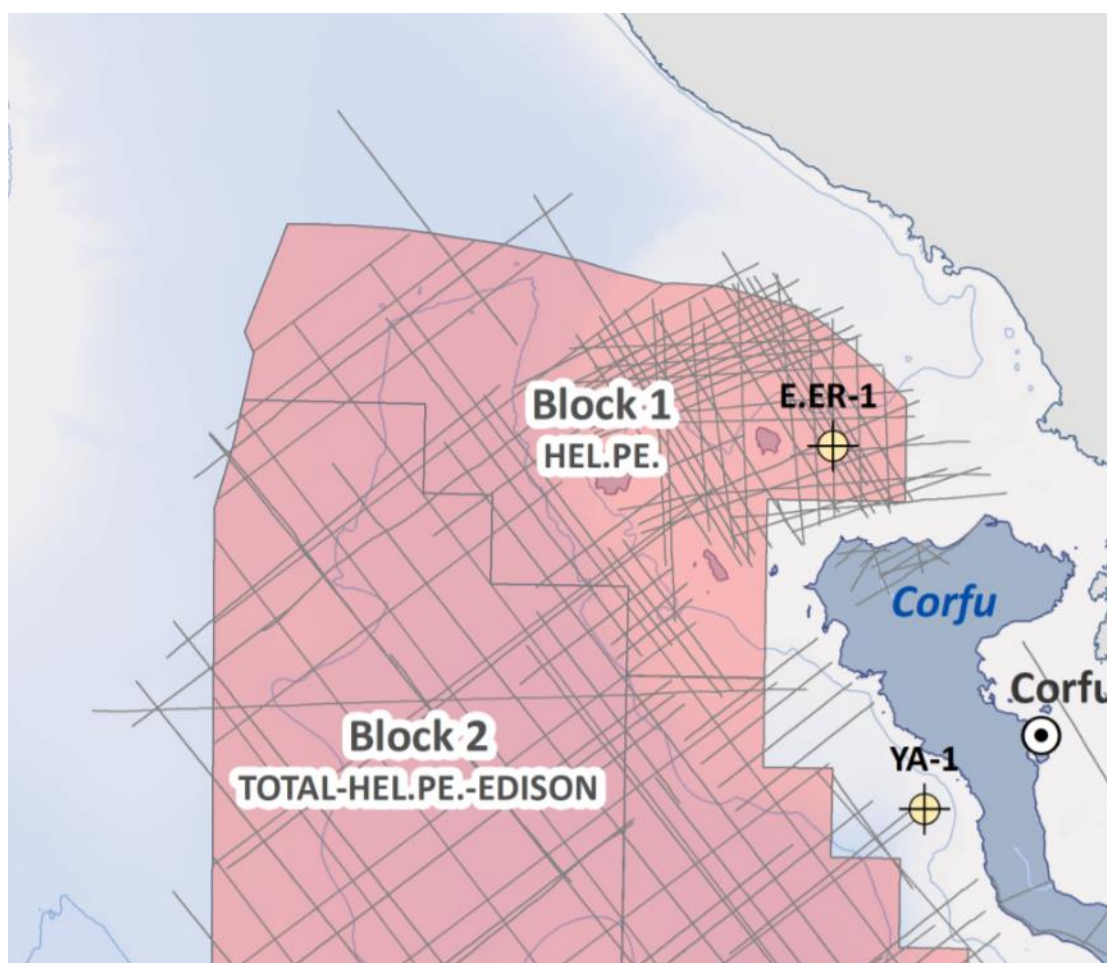 Block 1
HEL.PE.
E.ER-1
Corfu
Corfu
Block 2
TOTAL-HEL.PE.-EDISON
YA-1